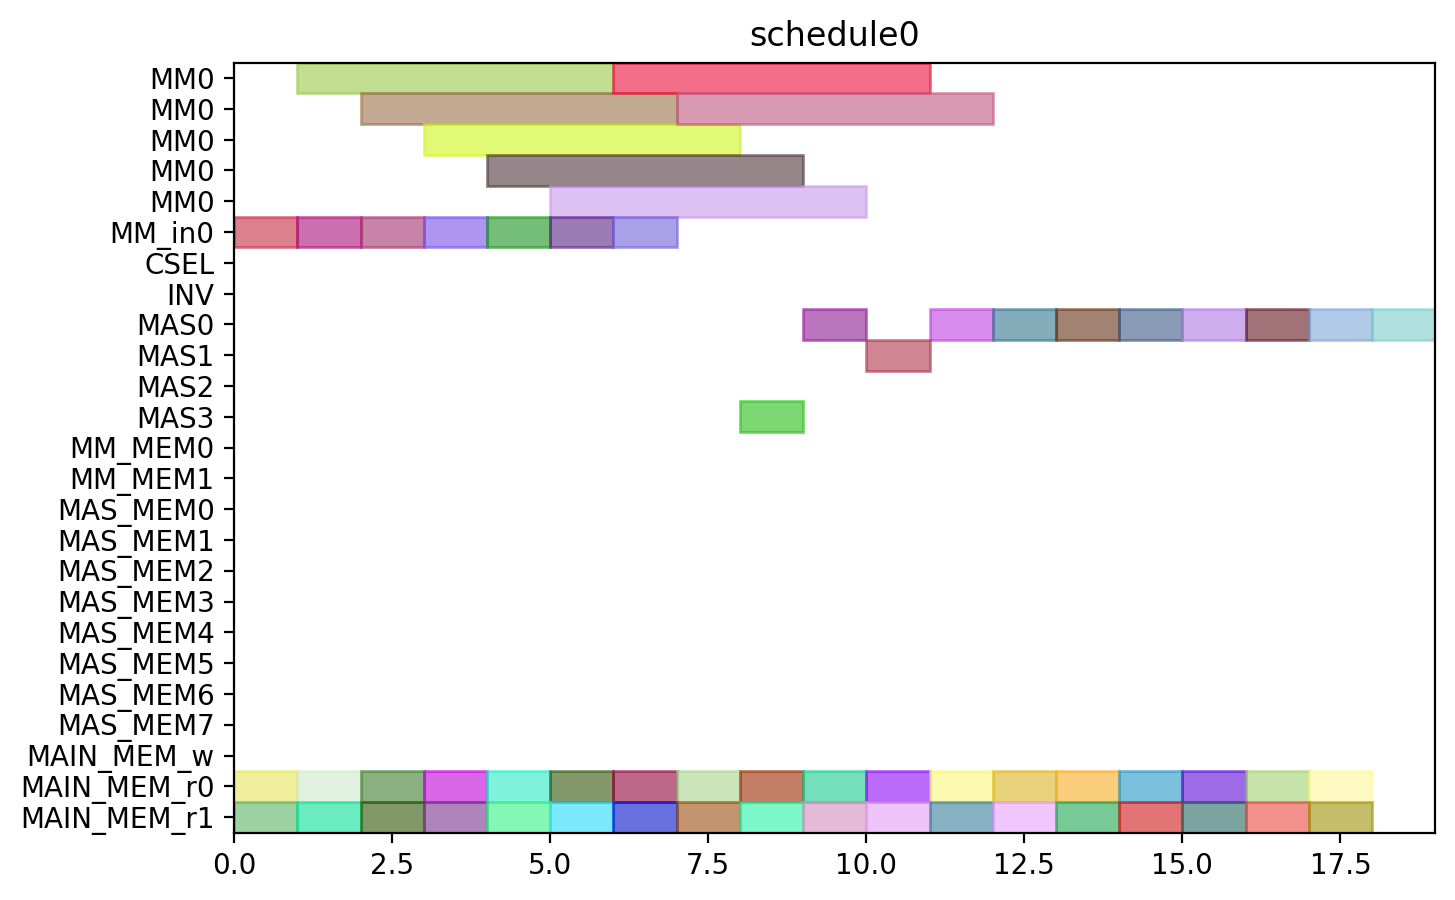 schedule0
MM0
MM0
MM0
MM0
MM0
MM_in0
CSEL
INV
MAS0
MAS1
MAS2
MAS3
MM_MEM0
MM_MEM1
MAS_MEM0
MAS_MEM1
MAS_MEM2
MAS_MEM3
MAS_MEM4
MAS_MEM5
MAS_MEM6
MAS_MEM7
MAIN_MEM_w
MAIN_MEM_r0
MAIN_MEM_r1
0.0 2.5 5.0 7.5 10.0 12.5 15.0 17.5